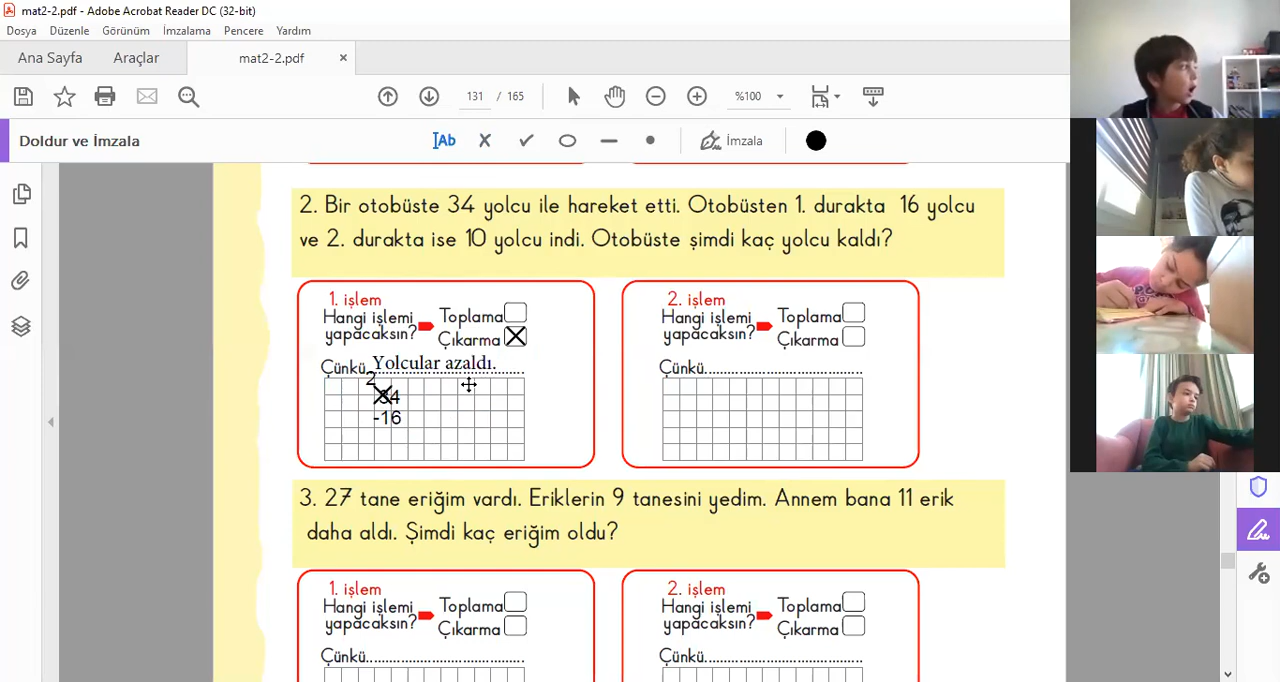 mat2-2.pdf - Adobe Acrobat Reader DC (32-bit)
Dosya Düzenle Görünüm İmzalama Pencere Yardım
Ana Sayfa Araçlar mat2-2.pdf ×
131 / 165 %100
Doldur ve İmzala Ab İmzala
2. Bir otobüste 34 yolcu ile hareket etti. Otobüsten 1. durakta 16 yolcu
ve 2. durakta ise 10 yolcu indi. Otobüste şimdi kaç yolcu kaldı?
1. işlem
Hangi işlemi
yapacaksın?
Toplama
Çıkarma
Çünkü Yolcular azaldı.
2
34
-16
2. işlem
Hangi işlemi
yapacaksın?
Toplama
Çıkarma
Çünkü
3. 27 tane eriğim vardı. Eriklerin 9 tanesini yedim. Annem bana 11 erik
daha aldı. Şimdi kaç eriğim oldu?
1. işlem
Hangi işlemi
yapacaksın?
Toplama
Çıkarma
Çünkü
2. işlem
Hangi işlemi
yapacaksın?
Toplama
Çıkarma
Çünkü